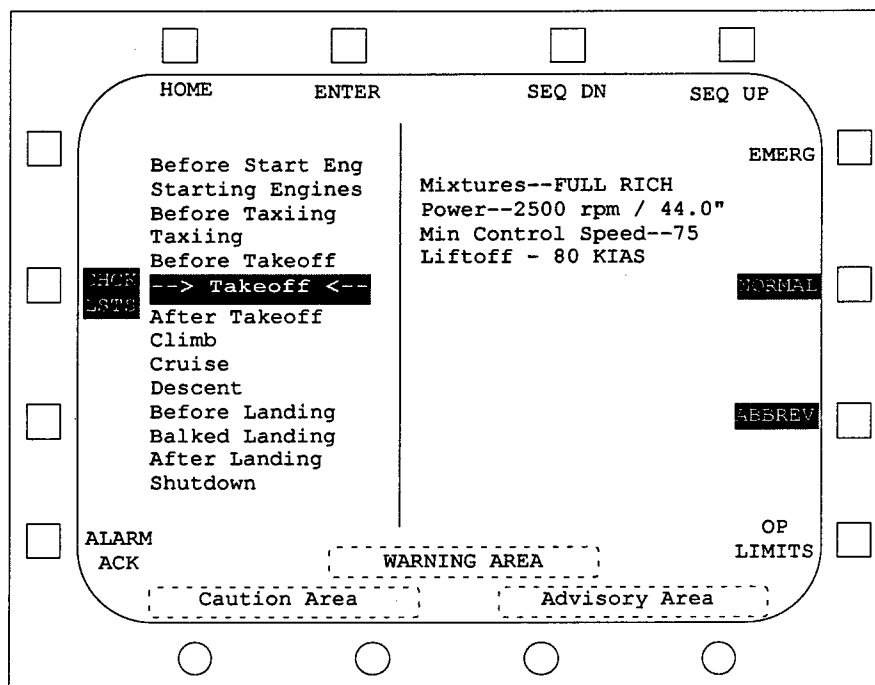 HOME ENTER SEQ DN SEQ UP
EMERG
Before Start Eng
Starting Engines
Before Taxiing
Taxiing
Before Takeoff
CHCK
LSTS
--> Takeoff <--
After Takeoff
Climb
Cruise
Descent
Before Landing
Balked Landing
After Landing
Shutdown
Mixtures--FULL RICH
Power--2500 rpm / 44.0"
Min Control Speed--75
Liftoff - 80 KIAS
NORMAL
ABBREV
ALARM
ACK
OP
LIMITS
WARNING AREA
Caution Area
Advisory Area